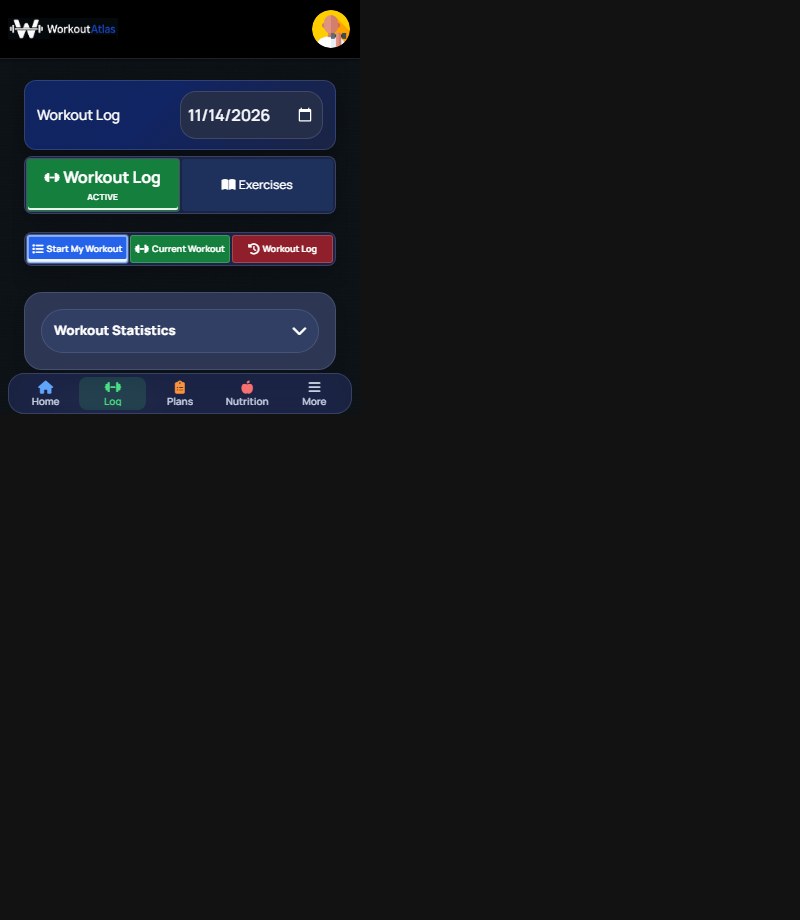 WorkoutAtlas
Workout Log
11/14/2026
Workout Log
ACTIVE
Exercises
Start My Workout
Current Workout
Workout Log
Workout Statistics
Home
Log
Plans
Nutrition
More